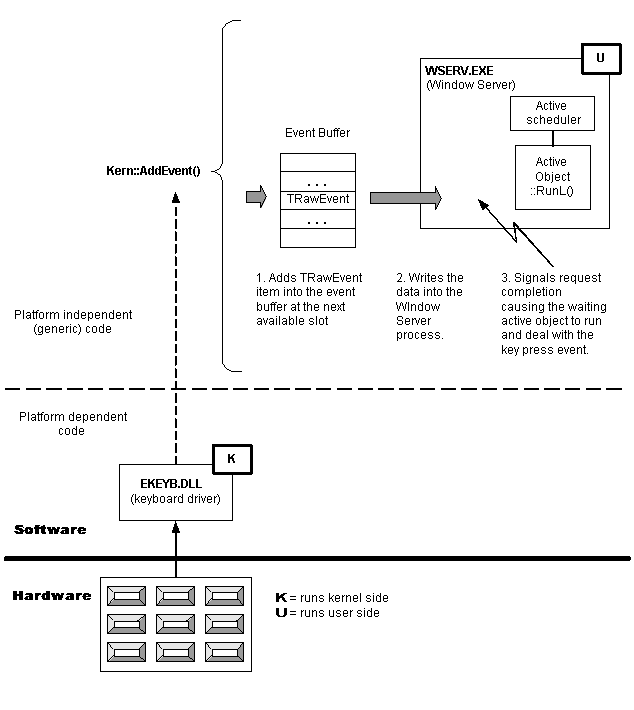 U
WSERV.EXE
(Window Server)
Active
scheduler
Active
Object
::RunL()
Event Buffer
. . .
TRawEvent
. . .
Kern::AddEvent()
1. Adds TRawEvent
item into the event
buffer at the next
available slot
2. Writes the
data into the
WIndow
Server
process.
3. Signals request
completion
causing the waiting
active object to run
and deal with the
key press event.
Platform independent
(generic) code
Platform dependent
code
K
EKEYB.DLL
(keyboard driver)
Software
Hardware
K = runs kernel side
U = runs user side